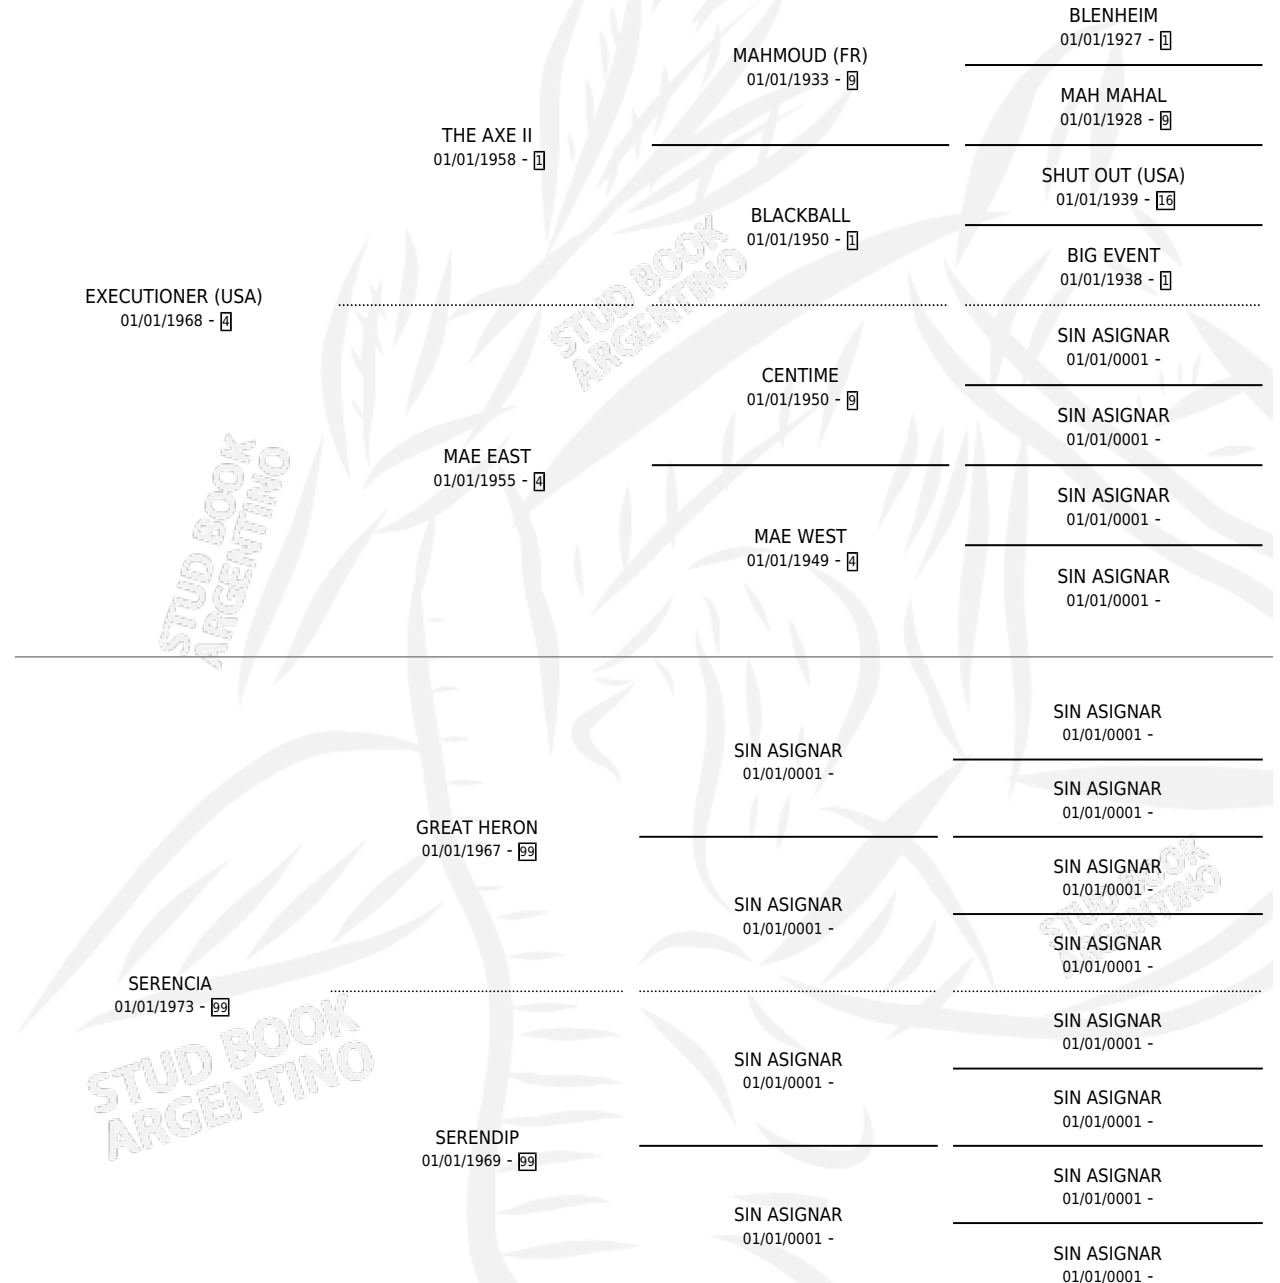 BLENHEIM
01/01/1927 - 1
MAHMOUD (FR)
01/01/1933 - 9
MAH MAHAL
01/01/1928 - 9
THE AXE II
01/01/1958 - 1
SHUT OUT (USA)
01/01/1939 - 16
BLACKBALL
01/01/1950 - 1
BIG EVENT
01/01/1938 - 1
EXECUTIONER (USA)
01/01/1968 - 4
STUD BOOK
ARGENTINO
SIN ASIGNAR
01/01/0001 -
CENTIME
01/01/1950 - 9
SIN ASIGNAR
01/01/0001 -
MAE EAST
01/01/1955 - 4
SIN ASIGNAR
01/01/0001 -
MAE WEST
01/01/1949 - 4
SIN ASIGNAR
01/01/0001 -
STUD BOOK
ARGENTINO
SIN ASIGNAR
01/01/0001 -
SIN ASIGNAR
01/01/0001 -
SIN ASIGNAR
01/01/0001 -
GREAT HERON
01/01/1967 - 99
SIN ASIGNAR
01/01/0001 -
SIN ASIGNAR
01/01/0001 -
SIN ASIGNAR
01/01/0001 -
STUD BOOK
ARGENTINO
SERENCIA
01/01/1973 - 99
SIN ASIGNAR
01/01/0001 -
SIN ASIGNAR
01/01/0001 -
SIN ASIGNAR
01/01/0001 -
STUD BOOK
ARGENTINO
SERENDIP
01/01/1969 - 99
SIN ASIGNAR
01/01/0001 -
SIN ASIGNAR
01/01/0001 -
SIN ASIGNAR
01/01/0001 -